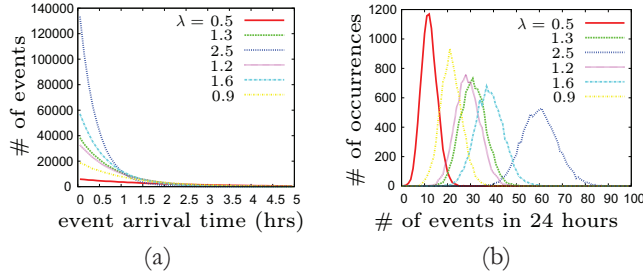 140000
120000
100000
80000
60000
40000
20000
0
# of events
λ = 0.5
1.3
2.5
1.2
1.6
0.9
0 0.5 1 1.5 2 2.5 3 3.5 4 4.5 5
event arrival time (hrs)
(a)
1200
1000
800
600
400
200
0
# of occurrences
λ = 0.5
1.3
2.5
1.2
1.6
0.9
0 10 20 30 40 50 60 70 80 90 100
# of events in 24 hours
(b)